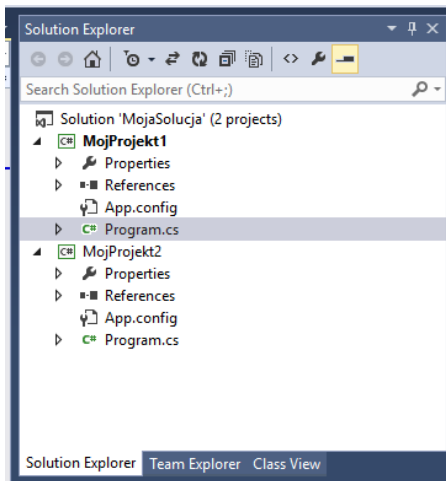 Solution Explorer
Search Solution Explorer (Ctrl+;)
Solution 'MojaSolucja' (2 projects)
C# MojProjekt1
Properties
References
App.config
C# Program.cs
C# MojProjekt2
Properties
References
App.config
C# Program.cs
Solution Explorer Team Explorer Class View